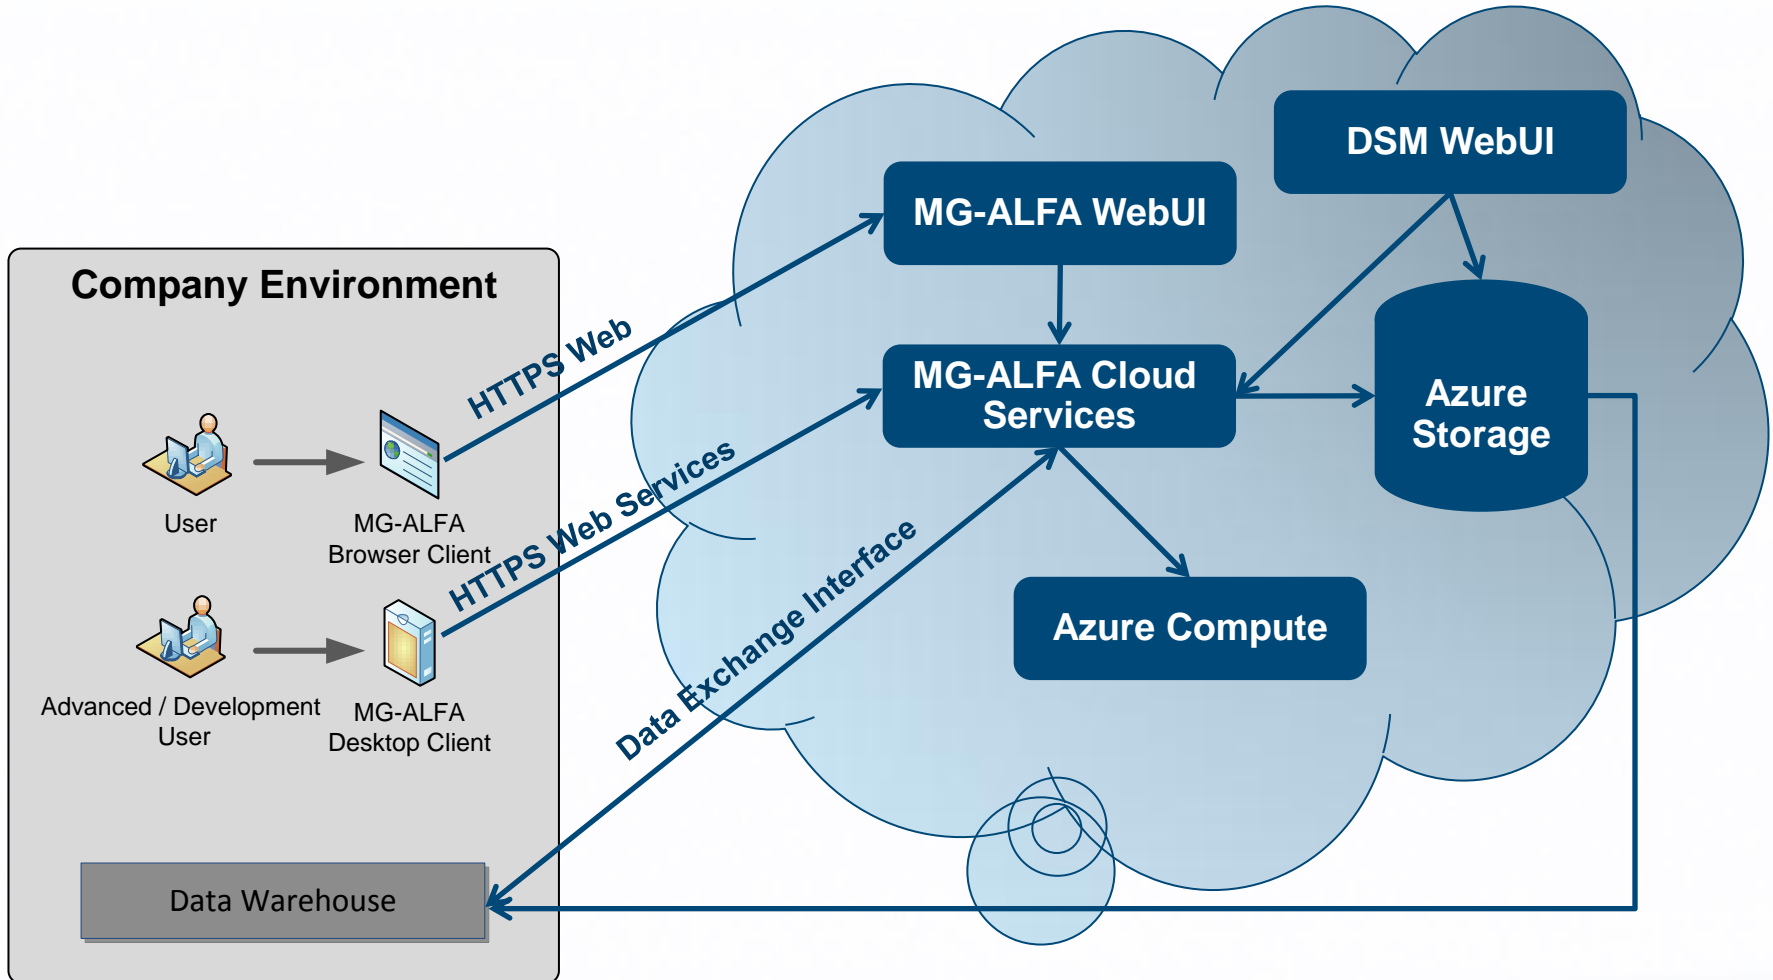 DSM WebUI
MG-ALFA WebUI
Company Environment
HTTPS Web
MG-ALFA Cloud
Services
Azure
Storage
HTTPS Web Services
User
MG-ALFA
Browser Client
Data Exchange Interface
Azure Compute
Advanced / Development
User
MG-ALFA
Desktop Client
Data Warehouse